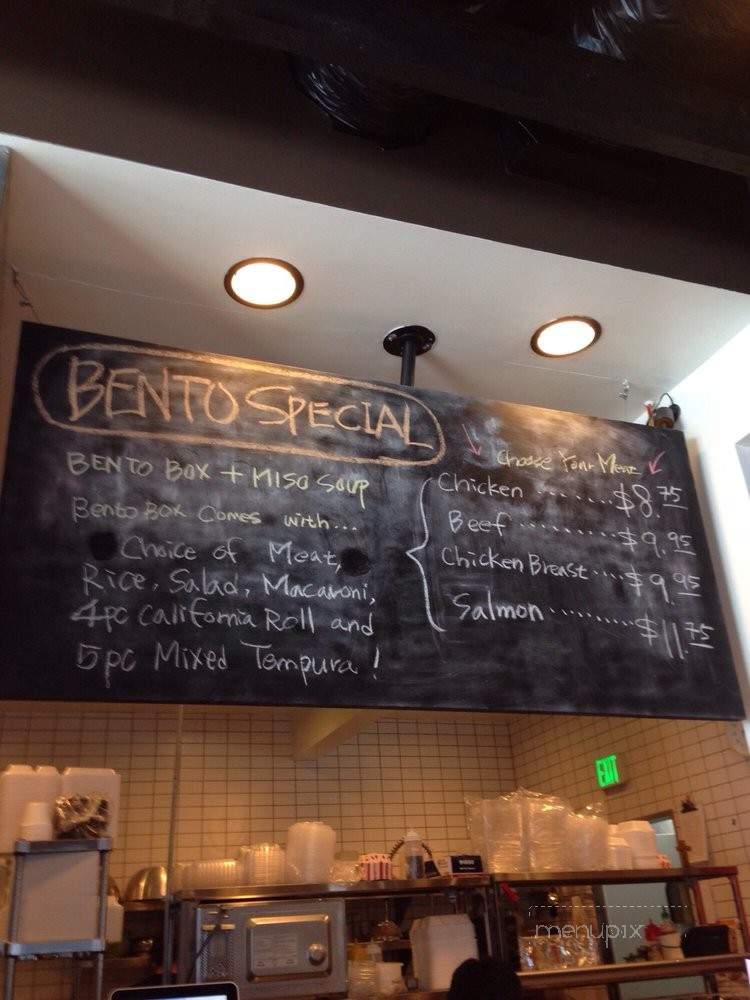 BENTO SPECIAL
BENTO BOX + MISO SOUP
Bento Box Comes with...
Choice of Meat,
Rice, Salad, Macaroni,
4pc California Roll and
5pc Mixed Tempura!
Choose Your Meat
Chicken ........ $8.75
Beef .......... $9.95
Chicken Breast .... $9.95
Salmon .......... $11.75
EXIT
menupix